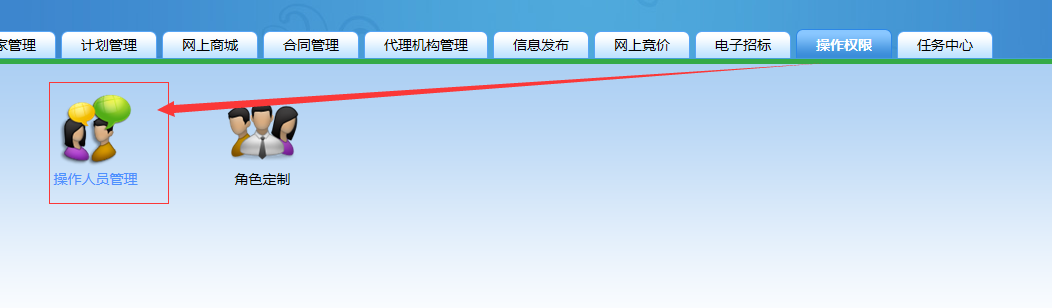 家管理 计划管理 网上商城 合同管理 代理机构管理 信息发布 网上竞价 电子招标 操作权限 任务中心
操作人员管理 角色定制